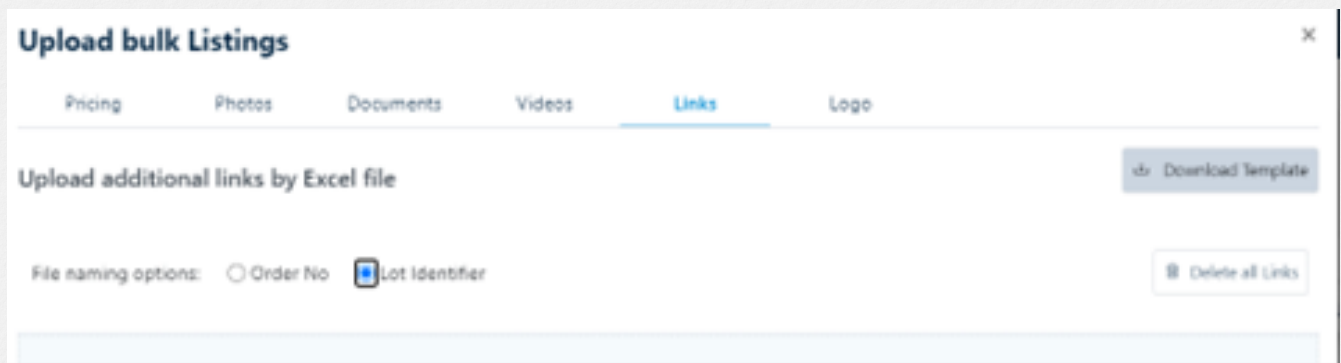 Upload bulk Listings ×
Pricing Photos Documents Videos Links Logo
Upload additional links by Excel file Download Template
File naming options: Order No Lot Identifier Delete all Links